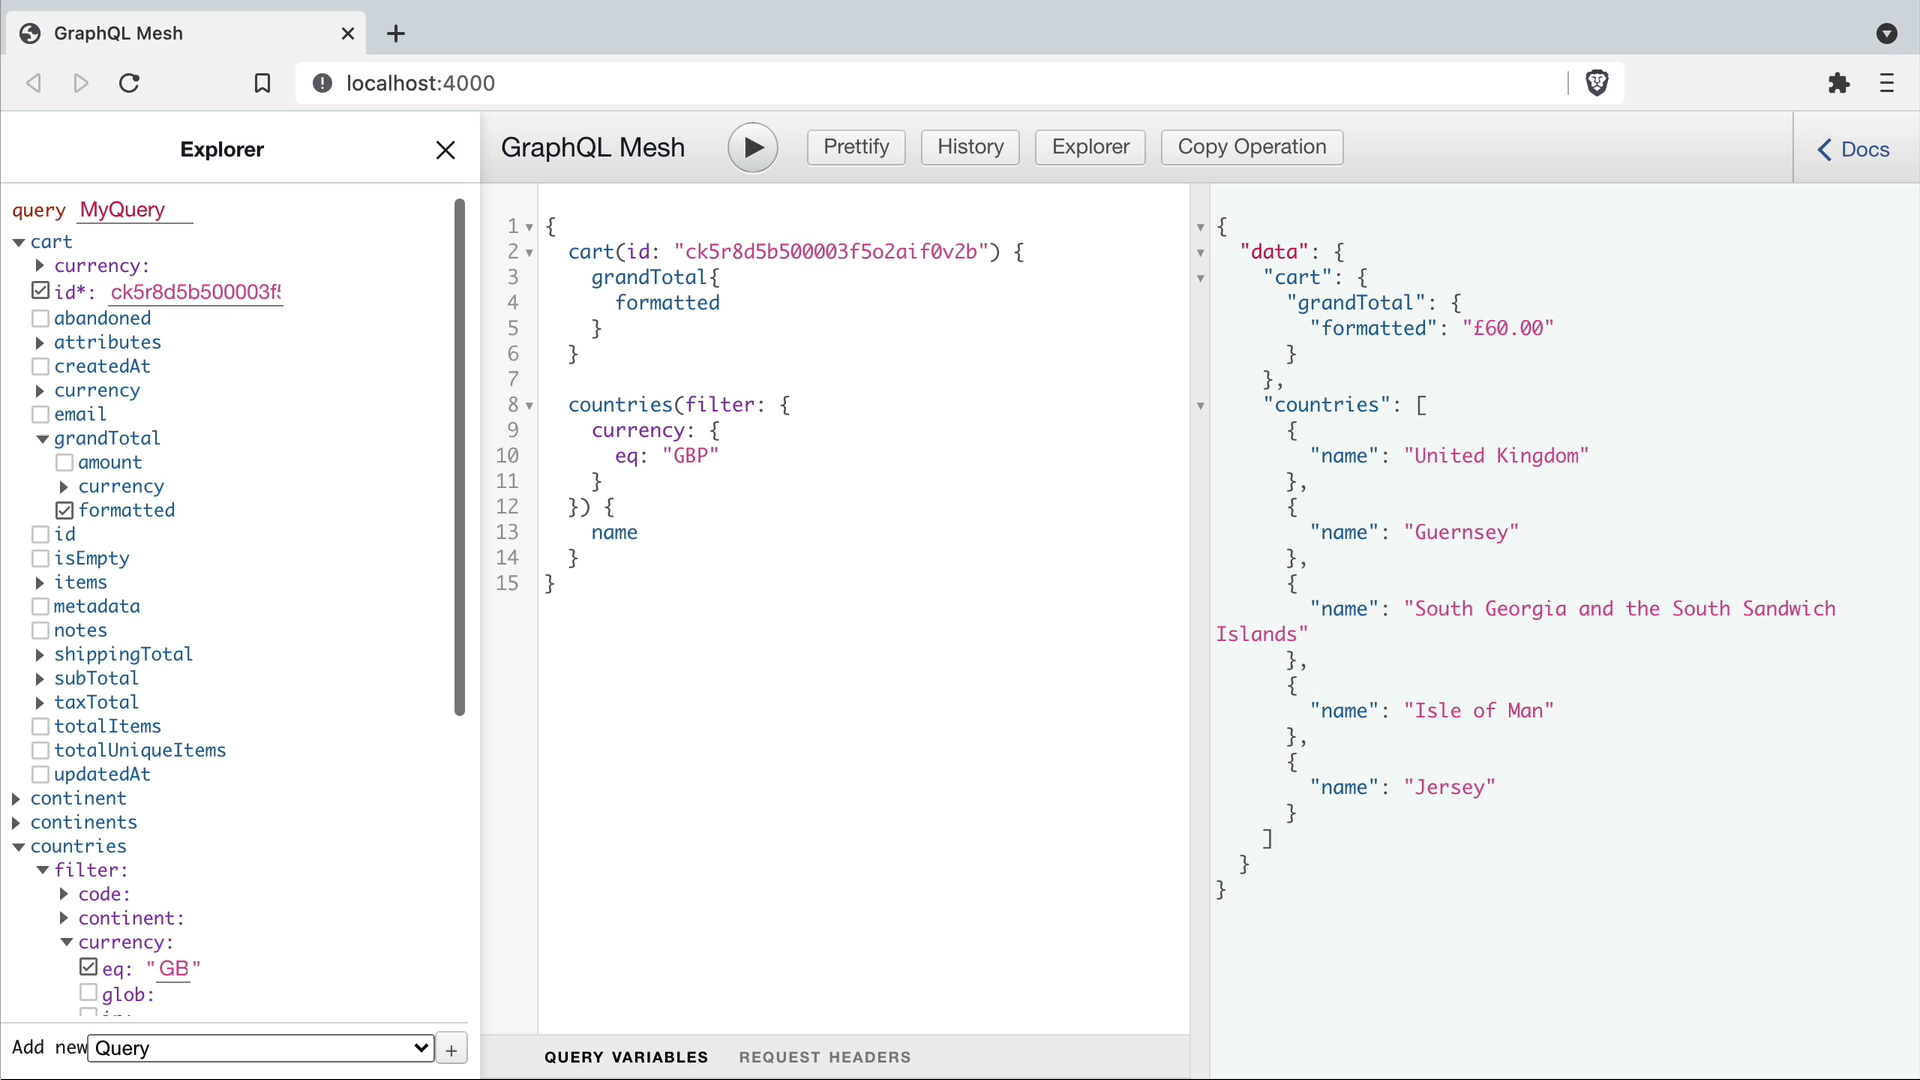 GraphQL Mesh
localhost:4000
Explorer
GraphQL Mesh
Prettify
History
Explorer
Copy Operation
Docs
query MyQuery
cart
currency:
id*: ck5r8d5b500003f5
abandoned
attributes
createdAt
currency
email
grandTotal
amount
currency
formatted
id
isEmpty
items
metadata
notes
shippingTotal
subTotal
taxTotal
totalItems
totalUniqueItems
updatedAt
continent
continents
countries
filter:
code:
continent:
currency:
eq: "GB"
glob:
Add new Query +
1 {
2 cart(id: "ck5r8d5b500003f5o2aif0v2b") {
3 grandTotal{
4 formatted
5 }
6 }
7
8 countries(filter: {
9 currency: {
10 eq: "GBP"
11 }
12 }) {
13 name
14 }
15 }
QUERY VARIABLES
REQUEST HEADERS
{
"data": {
"cart": {
"grandTotal": {
"formatted": "£60.00"
}
},
"countries": [
{
"name": "United Kingdom"
},
{
"name": "Guernsey"
},
{
"name": "South Georgia and the South Sandwich
Islands"
},
{
"name": "Isle of Man"
},
{
"name": "Jersey"
}
]
}
}